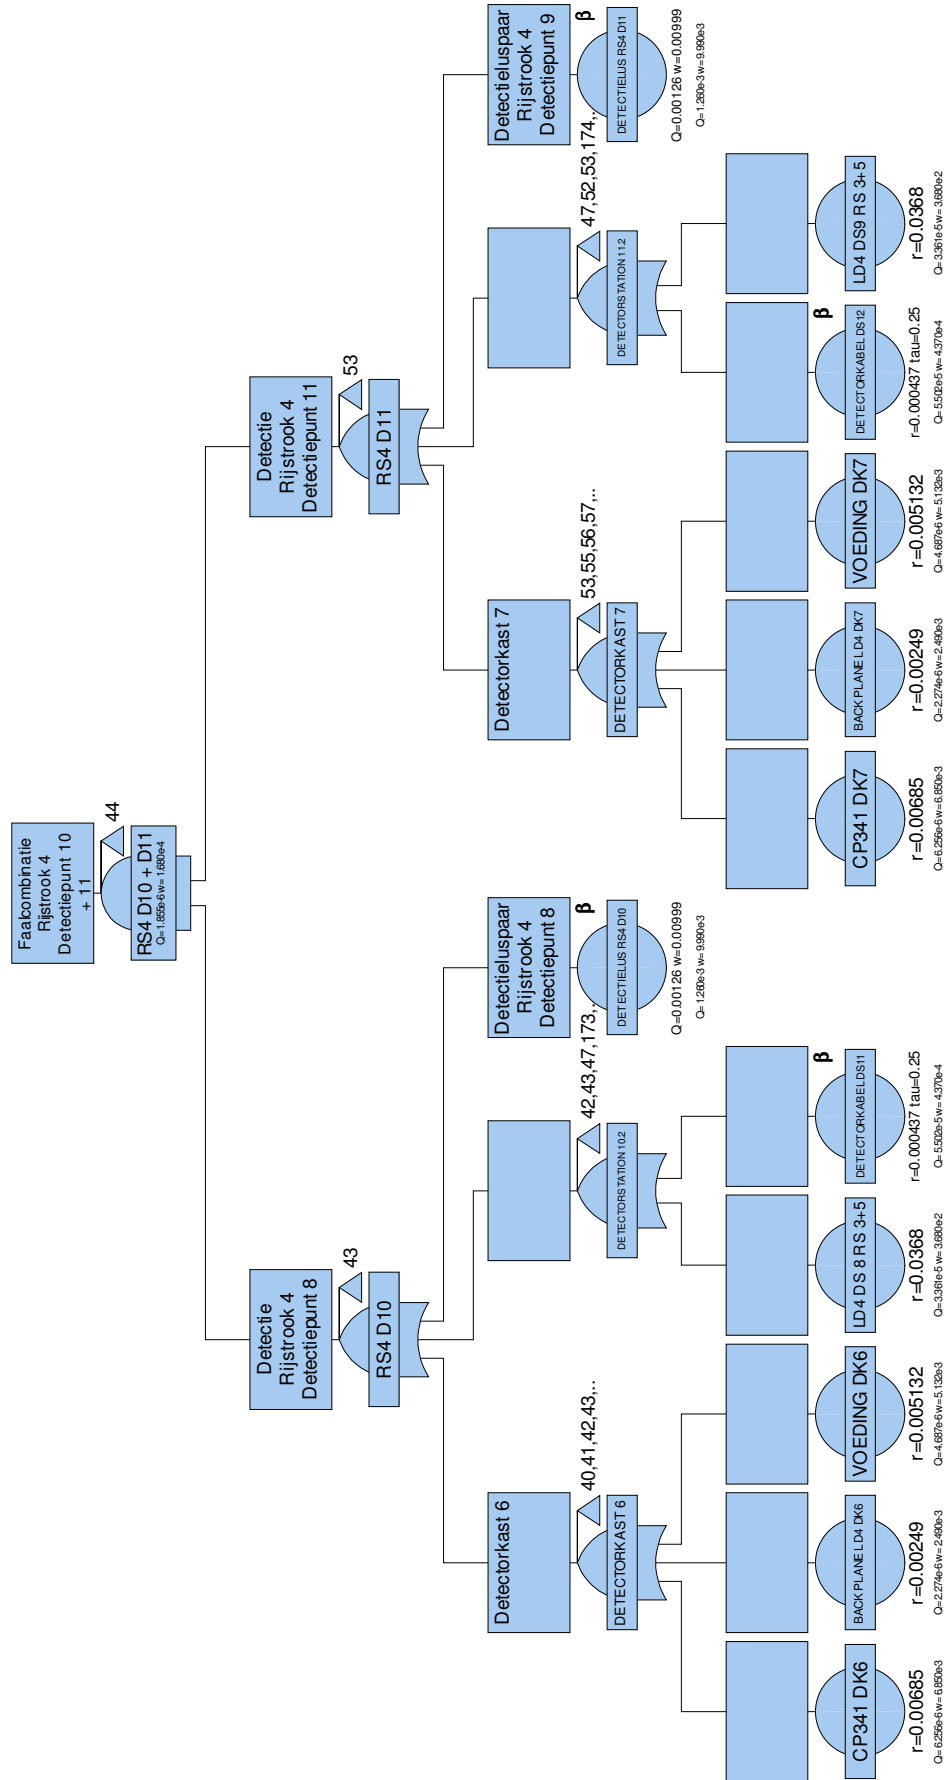 Faalcombinatie
Rijstrook 4
Detectiepunt 10
+ 11
44
RS4 D10 + D11
Q=1.855e-6 w=1.680e-4
Detectie
Rijstrook 4
Detectiepunt 8
43
RS4 D10
Detectie
Rijstrook 4
Detectiepunt 11
53
RS4 D11
Detectorkast 6
40,41,42,43,..
DETECTORKAST 6
42,43,47,173,..
DETECTORSTATION 10.2
Detectieluspaar
Rijstrook 4
Detectiepunt 8
β
DETECTIELUS RS4 D10
Q=0.00126 w=0.00999
Q=1.260e-3 w=9.990e-3
Detectorkast 7
53,55,56,57,..
DETECTORKAST 7
47,52,53,174,..
DETECTORSTATION 11.2
Detectieluspaar
Rijstrook 4
Detectiepunt 9
β
DETECTIELUS RS4 D11
Q=0.00126 w=0.00999
Q=1.260e-3 w=9.990e-3
CP341 DK6
r=0.00685
Q=6.256e-6 w=6.850e-3
BACKPLANE LD4 DK6
r=0.00249
Q=2.274e-6 w=2.490e-3
VOEDING DK6
r=0.005132
Q=4.687e-6 w=5.132e-3
LD4 DS 8 RS 3+5
r=0.0368
Q=3.361e-5 w=3.680e-2
β
DETECTORKABEL DS11
r=0.000437 tau=0.25
Q=5.502e-5 w=4.370e-4
CP341 DK7
r=0.00685
Q=6.256e-6 w=6.850e-3
BACKPLANE LD4 DK7
r=0.00249
Q=2.274e-6 w=2.490e-3
VOEDING DK7
r=0.005132
Q=4.687e-6 w=5.132e-3
β
DETECTORKABEL DS12
r=0.000437 tau=0.25
Q=5.502e-5 w=4.370e-4
LD4 DS9 RS 3+5
r=0.0368
Q=3.361e-5 w=3.680e-2